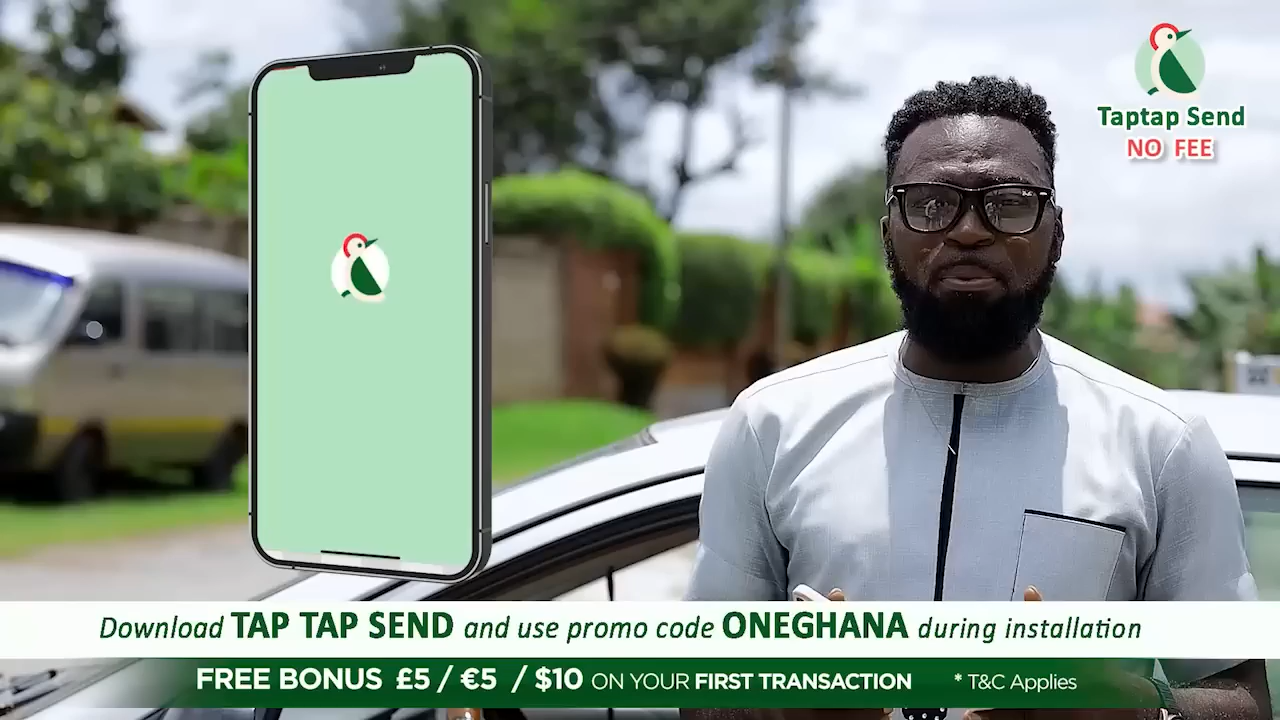 Taptap Send
NO FEE
Download TAP TAP SEND and use promo code ONEGHANA during installation
FREE BONUS £5 / €5 / $10 ON YOUR FIRST TRANSACTION * T&C Applies